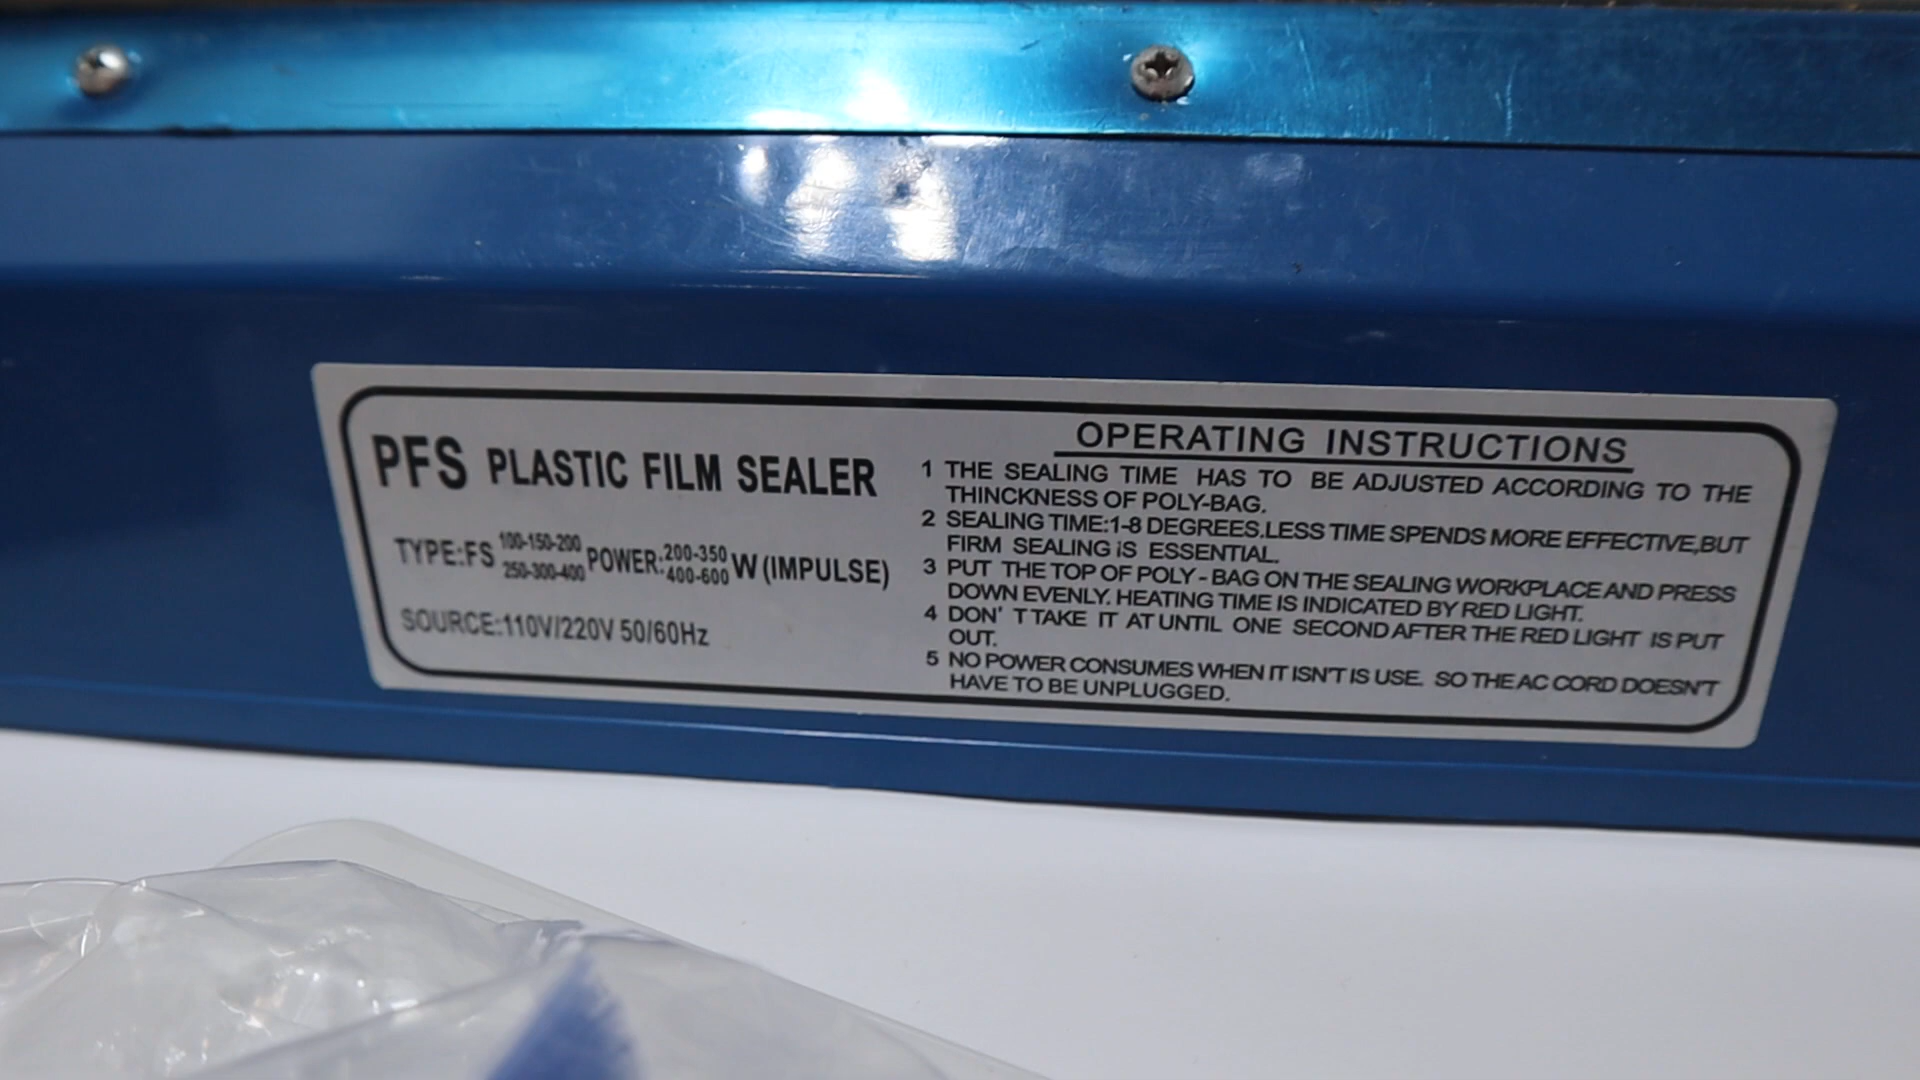 PFS PLASTIC FILM SEALER
TYPE:FS 100-150-200 250-300-400 POWER: 200-350 400-600 W (IMPULSE)
SOURCE:110V/220V 50/60Hz
OPERATING INSTRUCTIONS
1 THE SEALING TIME HAS TO BE ADJUSTED ACCORDING TO THE
THINCKNESS OF POLY-BAG.
2 SEALING TIME:1-8 DEGREES.LESS TIME SPENDS MORE EFFECTIVE,BUT
FIRM SEALING iS ESSENTIAL.
3 PUT THE TOP OF POLY-BAG ON THE SEALING WORKPLACE AND PRESS
DOWN EVENLY. HEATING TIME IS INDICATED BY RED LIGHT.
4 DON' T TAKE IT AT UNTIL ONE SECOND AFTER THE RED LIGHT IS PUT
OUT.
5 NO POWER CONSUMES WHEN IT ISN'T IS USE. SO THE AC CORD DOESN'T
HAVE TO BE UNPLUGGED.